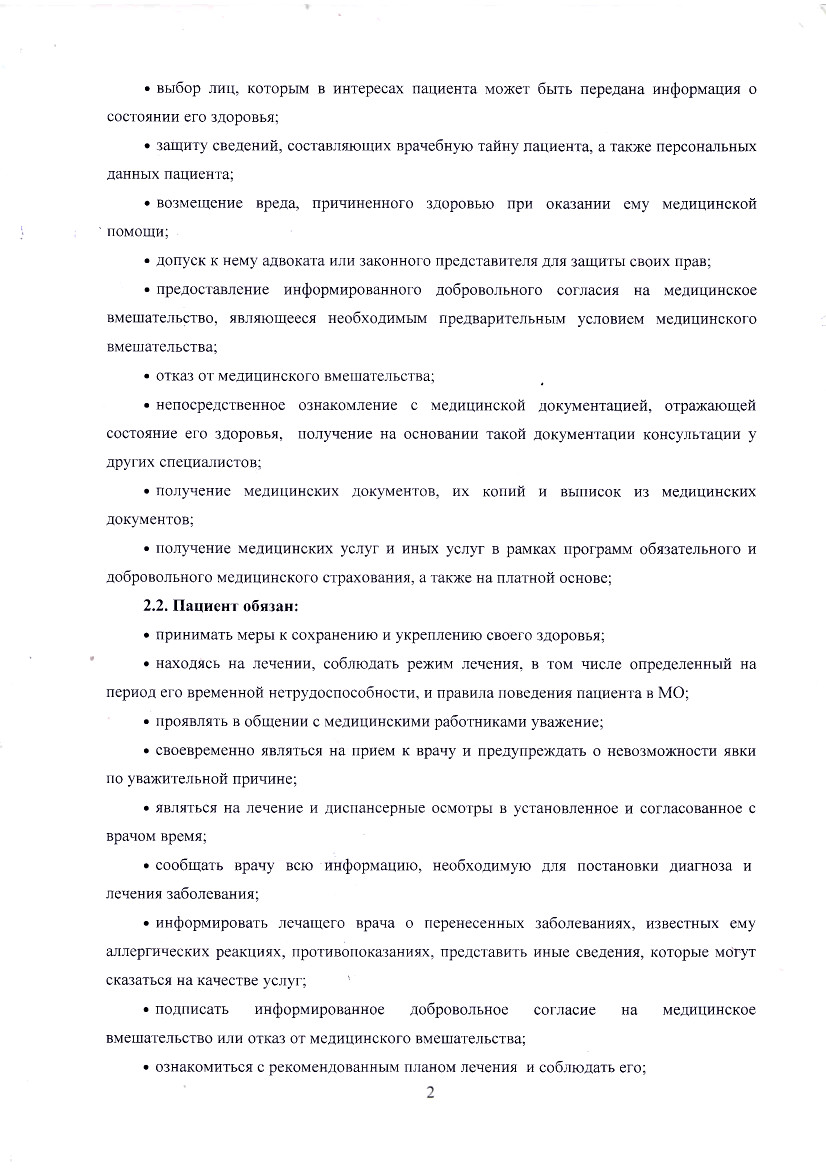 • выбор лиц, которым в интересах пациента может быть передана информация о
состоянии его здоровья;
• защиту сведений, составляющих врачебную тайну пациента, а также персональных
данных пациента;
• возмещение вреда, причиненного здоровью при оказании ему медицинской
помощи;
• допуск к нему адвоката или законного представителя для защиты своих прав;
• предоставление информированного добровольного согласия на медицинское
вмешательство, являющееся необходимым предварительным условием медицинского
вмешательства;
• отказ от медицинского вмешательства;
• непосредственное ознакомление с медицинской документацией, отражающей
состояние его здоровья, получение на основании такой документации консультации у
других специалистов;
• получение медицинских документов, их копий и выписок из медицинских
документов;
• получение медицинских услуг и иных услуг в рамках программ обязательного и
добровольного медицинского страхования, а также на платной основе;
2.2. Пациент обязан:
• принимать меры к сохранению и укреплению своего здоровья;
• находясь на лечении, соблюдать режим лечения, в том числе определенный на
период его временной нетрудоспособности, и правила поведения пациента в МО;
• проявлять в общении с медицинскими работниками уважение;
• своевременно являться на прием к врачу и предупреждать о невозможности явки
по уважительной причине;
• являться на лечение и диспансерные осмотры в установленное и согласованное с
врачом время;
• сообщать врачу всю информацию, необходимую для постановки диагноза и
лечения заболевания;
• информировать лечащего врача о перенесенных заболеваниях, известных ему
аллергических реакциях, противопоказаниях, представить иные сведения, которые могут
сказаться на качестве услуг;
• подписать информированное добровольное согласие на медицинское
вмешательство или отказ от медицинского вмешательства;
• ознакомиться с рекомендованным планом лечения и соблюдать его;
2